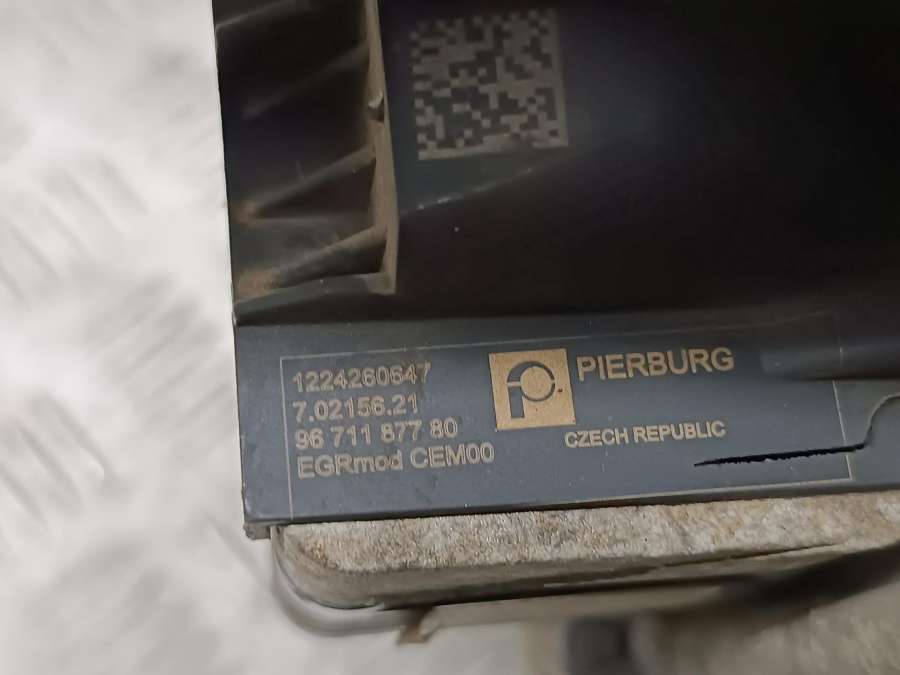 1224260647
7.02156.21
96 711 877 80
EGRmod CEM00
PIERBURG
CZECH REPUBLIC